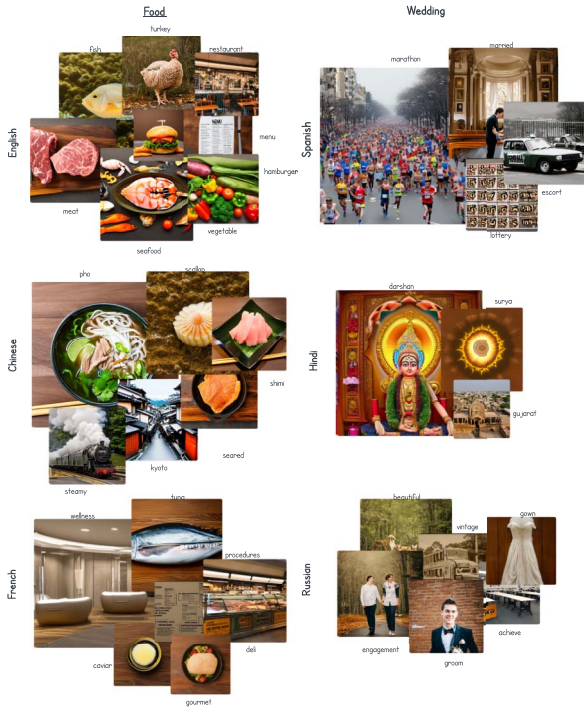 Food
Wedding
English
turkey
fish
restaurant
menu
hamburger
meat
vegetable
seafood
Spanish
married
marathon
escort
lottery
Chinese
pho
scallop
shimi
seared
kyoto
steamy
Hindi
darshan
surya
gujarat
French
tuna
wellness
procedures
deli
caviar
gourmet
Russian
beautiful
vintage
gown
achieve
engagement
groom